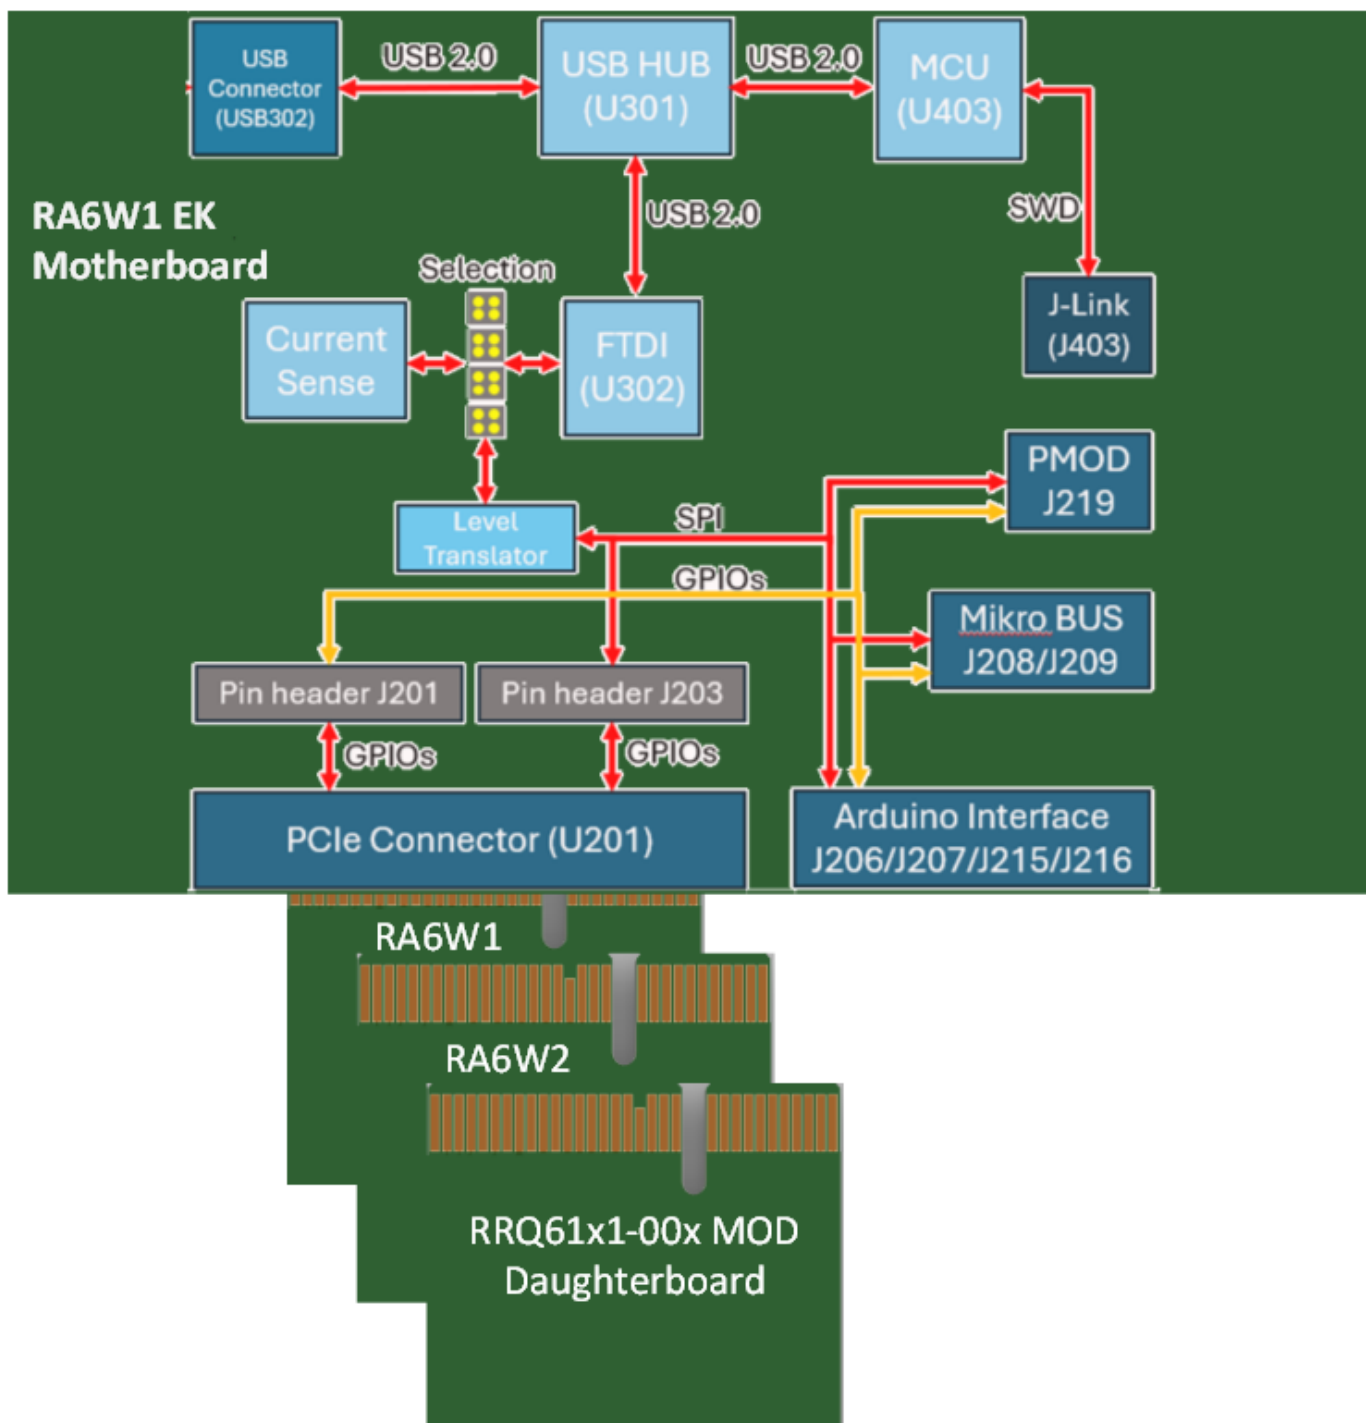 USB
Connector
(USB302)
USB 2.0
USB HUB
(U301)
USB 2.0
MCU
(U403)
RA6W1 EK
Motherboard
USB 2.0
SWD
Selection
Current
Sense
FTDI
(U302)
J-Link
(J403)
PMOD
J219
Level
Translator
SPI
GPIOs
Mikro BUS
J208/J209
Pin header J201
Pin header J203
GPIOs
GPIOs
PCIe Connector (U201)
Arduino Interface
J206/J207/J215/J216
RA6W1
RA6W2
RRQ61x1-00x MOD
Daughterboard